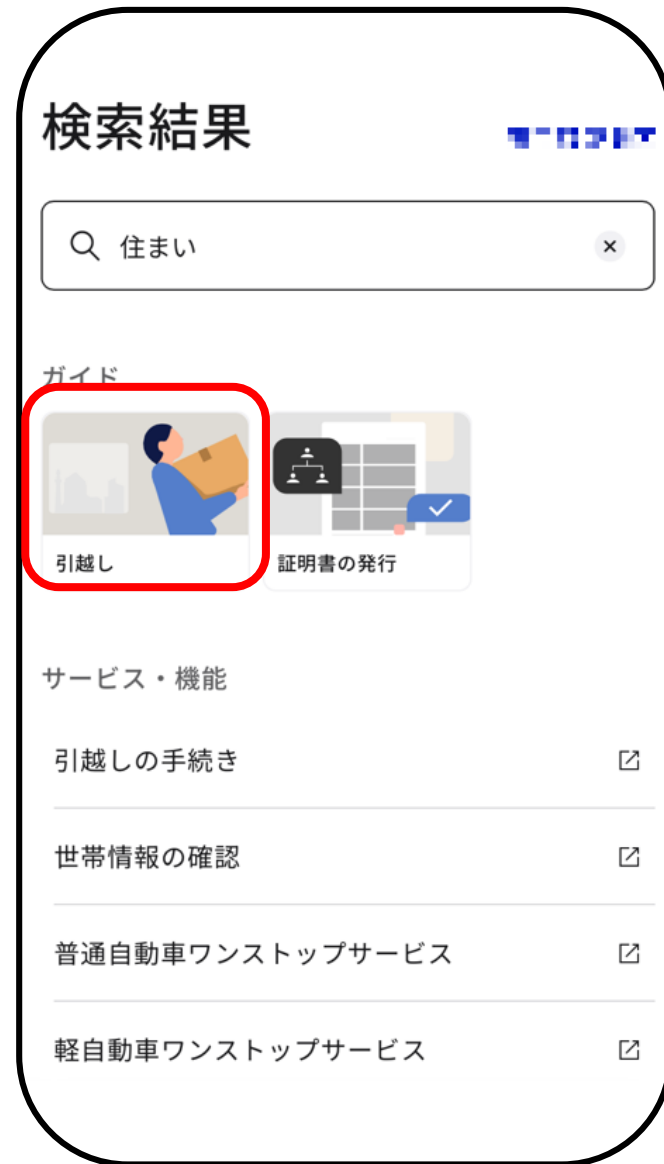 検索結果
住まい
ガイド
引越し
証明書の発行
サービス・機能
引越しの手続き
世帯情報の確認
普通自動車ワンストップサービス
軽自動車ワンストップサービス